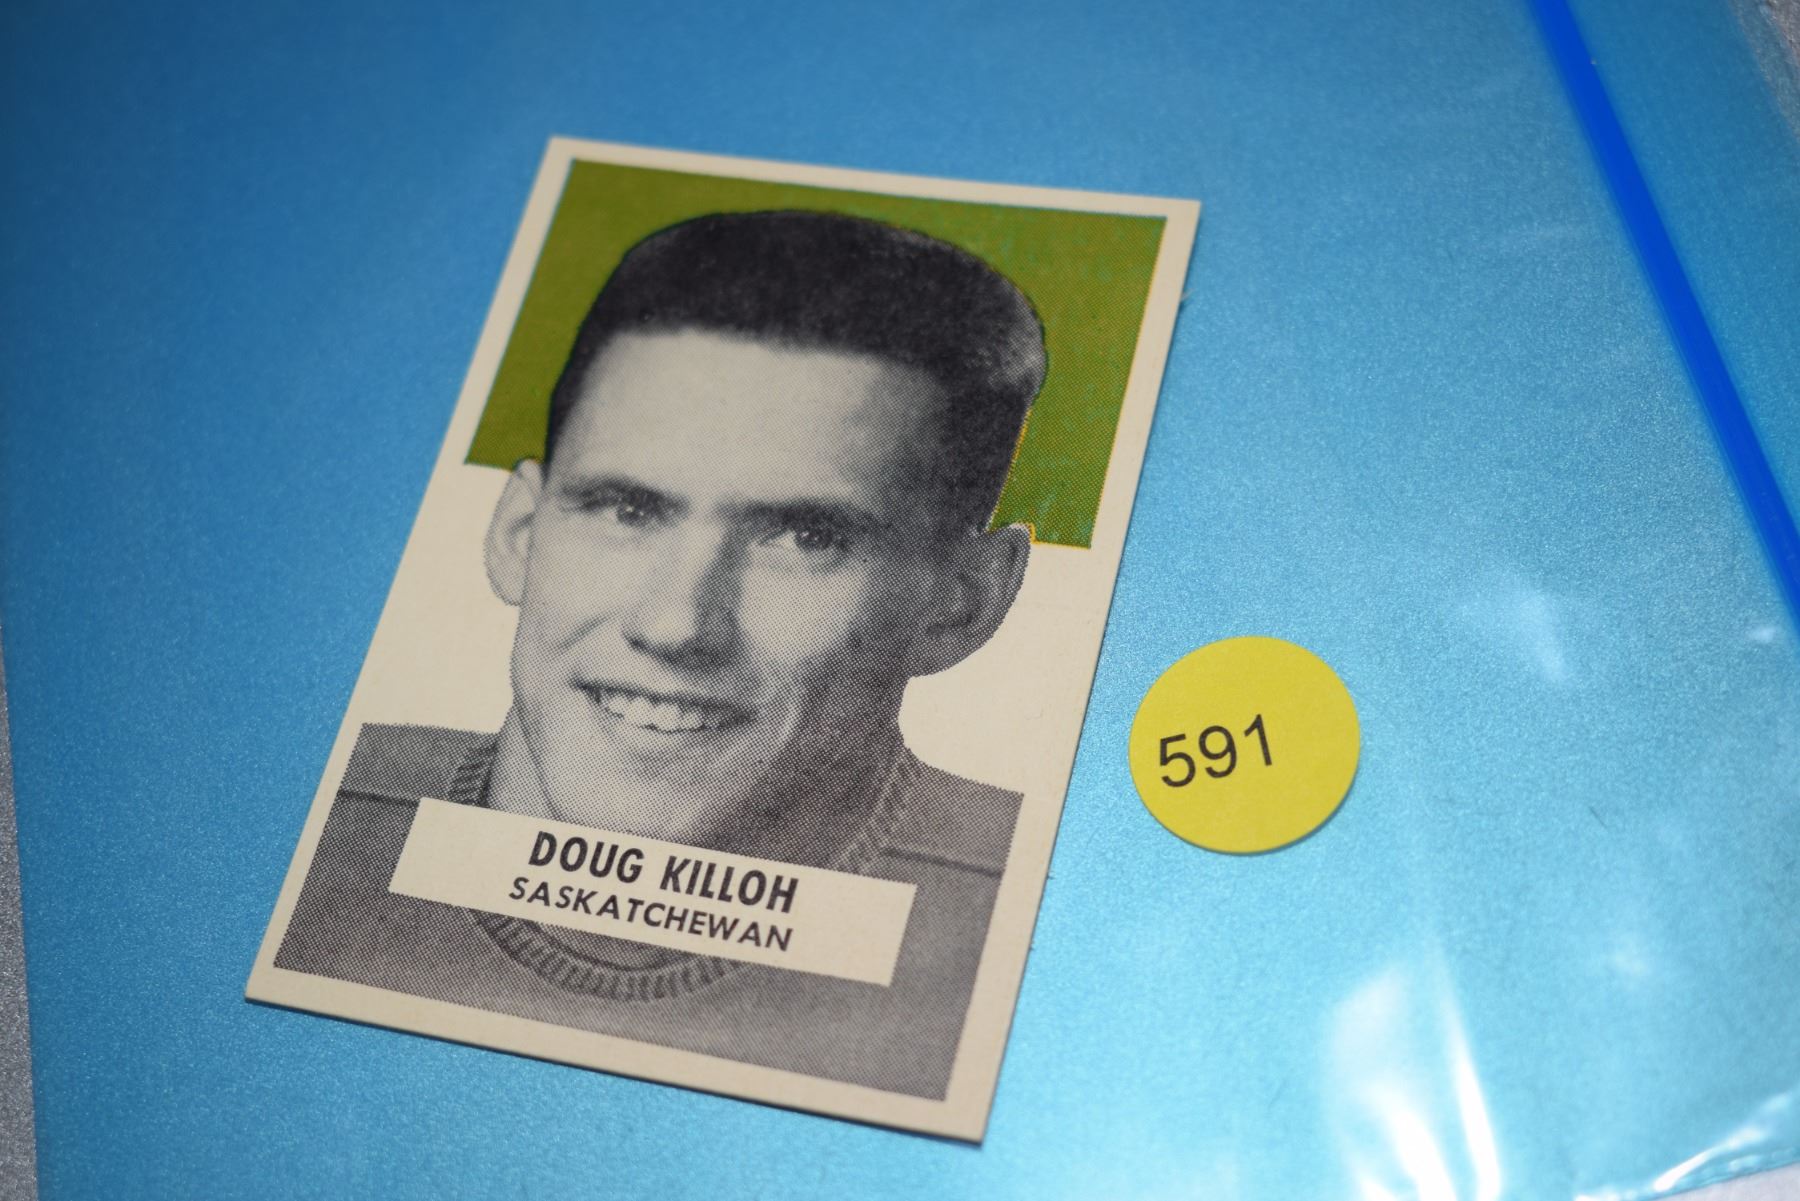 DOUG KILLOH
SASKATCHEWAN
591